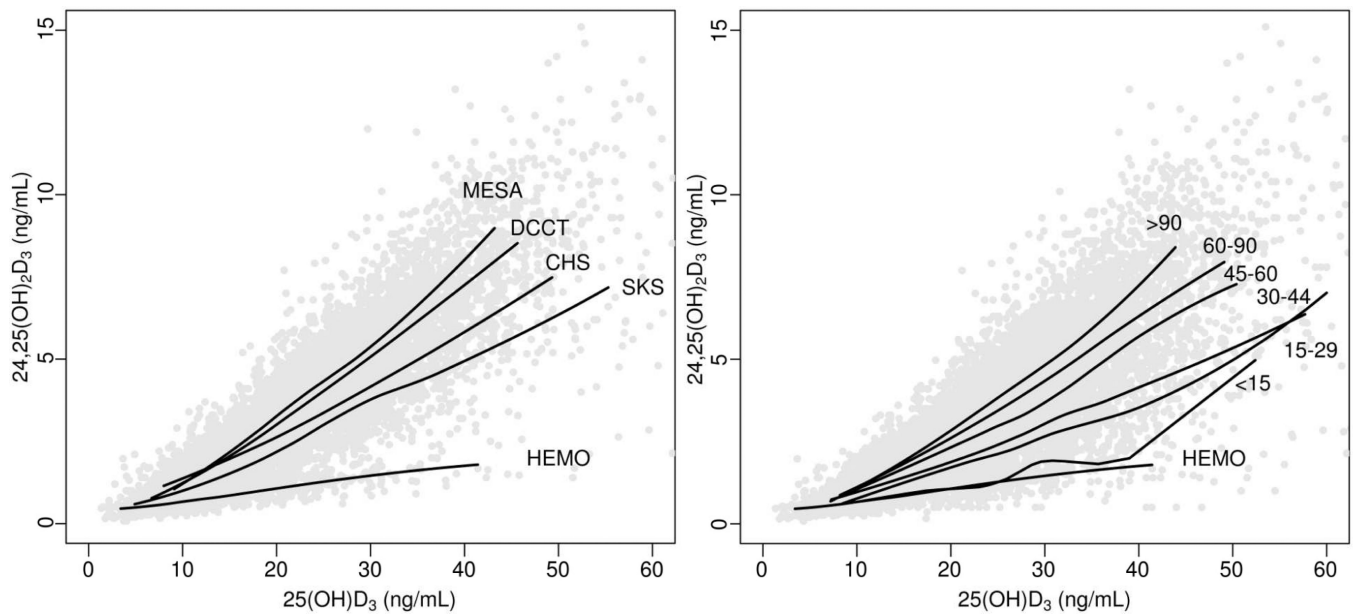 15
10
5
0
24,25(OH)₂D₃ (ng/mL)
MESA
DCCT
CHS
SKS
HEMO
0 10 20 30 40 50 60
25(OH)D₃ (ng/mL)
15
10
5
0
24,25(OH)₂D₃ (ng/mL)
>90
60-90
45-60
30-44
15-29
<15
HEMO
0 10 20 30 40 50 60
25(OH)D₃ (ng/mL)